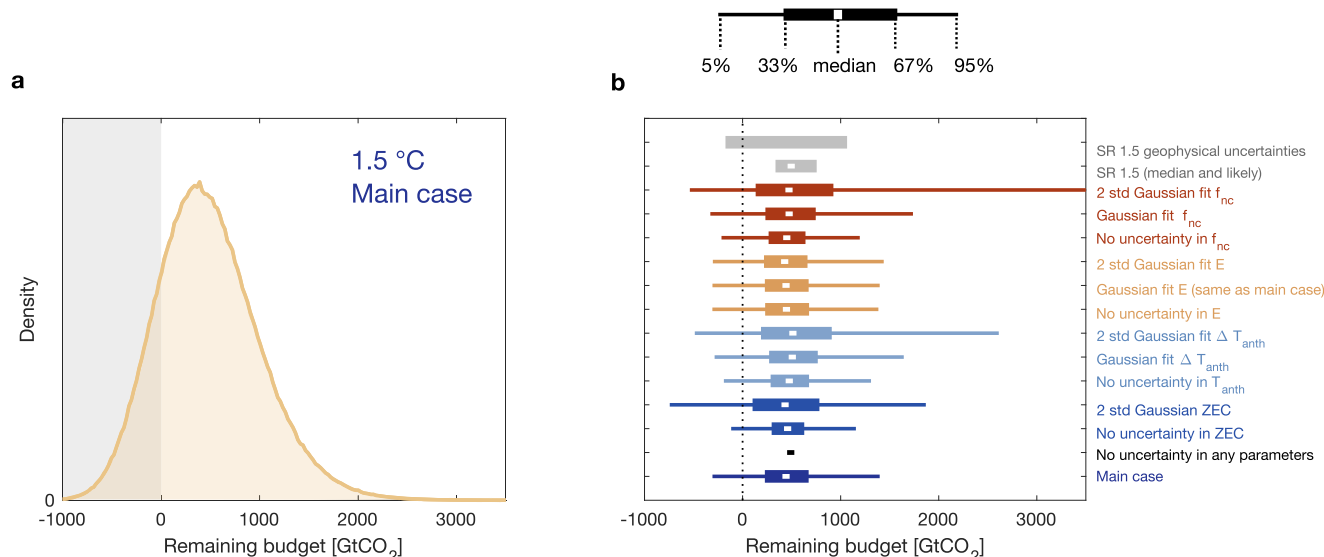 5% 33% median 67% 95%
a
1.5 °C
Main case
Density
0
-1000 0 1000 2000 3000
Remaining budget [GtCO2]
b
SR 1.5 geophysical uncertainties
SR 1.5 (median and likely)
2 std Gaussian fit fnc
Gaussian fit fnc
No uncertainty in fnc
2 std Gaussian fit E
Gaussian fit E (same as main case)
No uncertainty in E
2 std Gaussian fit Δ Tanth
Gaussian fit Δ Tanth
No uncertainty in Tanth
2 std Gaussian ZEC
No uncertainty in ZEC
No uncertainty in any parameters
Main case
-1000 0 1000 2000 3000
Remaining budget [GtCO2]